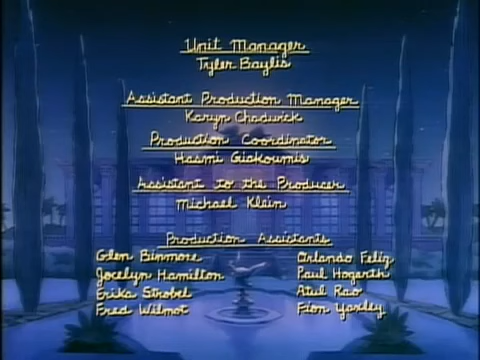 Unit Manager
Tyler Baylis
Assistant Production Manager
Karyn Chadwick
Production Coordinator
Hasmi Giakoumis
Assistant to the Producer
Michael Klein
Production Assistants
Glen Binmore
Orlando Feliz
Jocelyn Hamilton
Paul Hogarth
Erika Strobel
Atul Rao
Fred Wilmot
Fion Yaxley